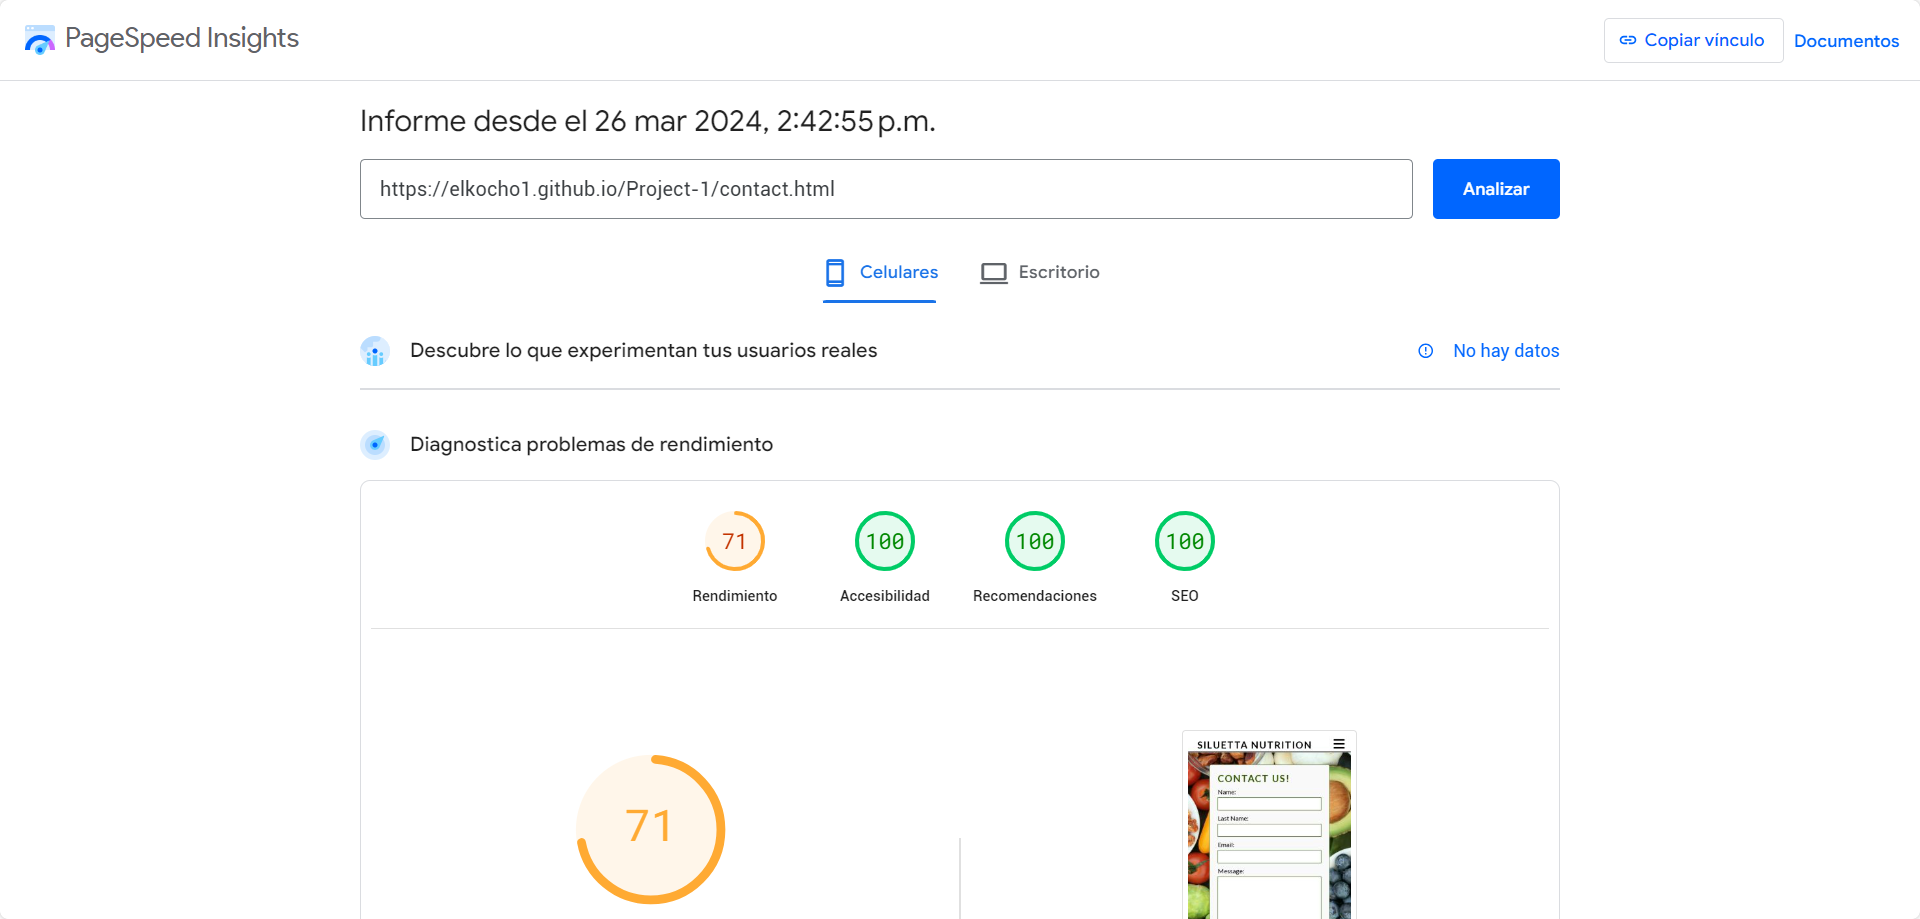 PageSpeed Insights
Copiar vínculo
Documentos
Informe desde el 26 mar 2024, 2:42:55 p.m.
https://elkocho1.github.io/Project-1/contact.html
Analizar
Celulares
Escritorio
Descubre lo que experimentan tus usuarios reales
No hay datos
Diagnostica problemas de rendimiento
71
100
100
100
Rendimiento
Accesibilidad
Recomendaciones
SEO
71
SILUETTA NUTRITION
CONTACT US!
Name:
Last Name:
Email:
Message: